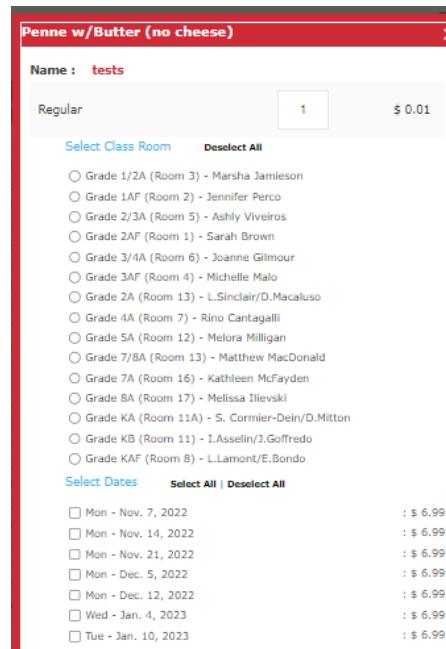 Penne w/Butter (no cheese)
Name : tests
Regular 1 $ 0.01
Select Class Room Deselect All
Grade 1/2A (Room 3) - Marsha Jamieson
Grade 1AF (Room 2) - Jennifer Perco
Grade 2/3A (Room 5) - Ashly Viveiros
Grade 2AF (Room 1) - Sarah Brown
Grade 3/4A (Room 6) - Joanne Gilmour
Grade 3AF (Room 4) - Michelle Malo
Grade 2A (Room 13) - L.Sinclair/D.Macaluso
Grade 4A (Room 7) - Rino Cantagalli
Grade 5A (Room 12) - Melora Milligan
Grade 7/8A (Room 13) - Matthew MacDonald
Grade 7A (Room 16) - Kathleen McFayden
Grade 8A (Room 17) - Melissa Ilievski
Grade KA (Room 11A) - S. Cormier-Dein/D.Mitton
Grade KB (Room 11) - I.Asselin/J.Goffredo
Grade KAF (Room 8) - L.Lamont/E.Bondo
Select Dates Select All | Deselect All
Mon - Nov. 7, 2022 : $ 6.99
Mon - Nov. 14, 2022 : $ 6.99
Mon - Nov. 21, 2022 : $ 6.99
Mon - Dec. 5, 2022 : $ 6.99
Mon - Dec. 12, 2022 : $ 6.99
Wed - Jan. 4, 2023 : $ 6.99
Tue - Jan. 10, 2023 : $ 6.99